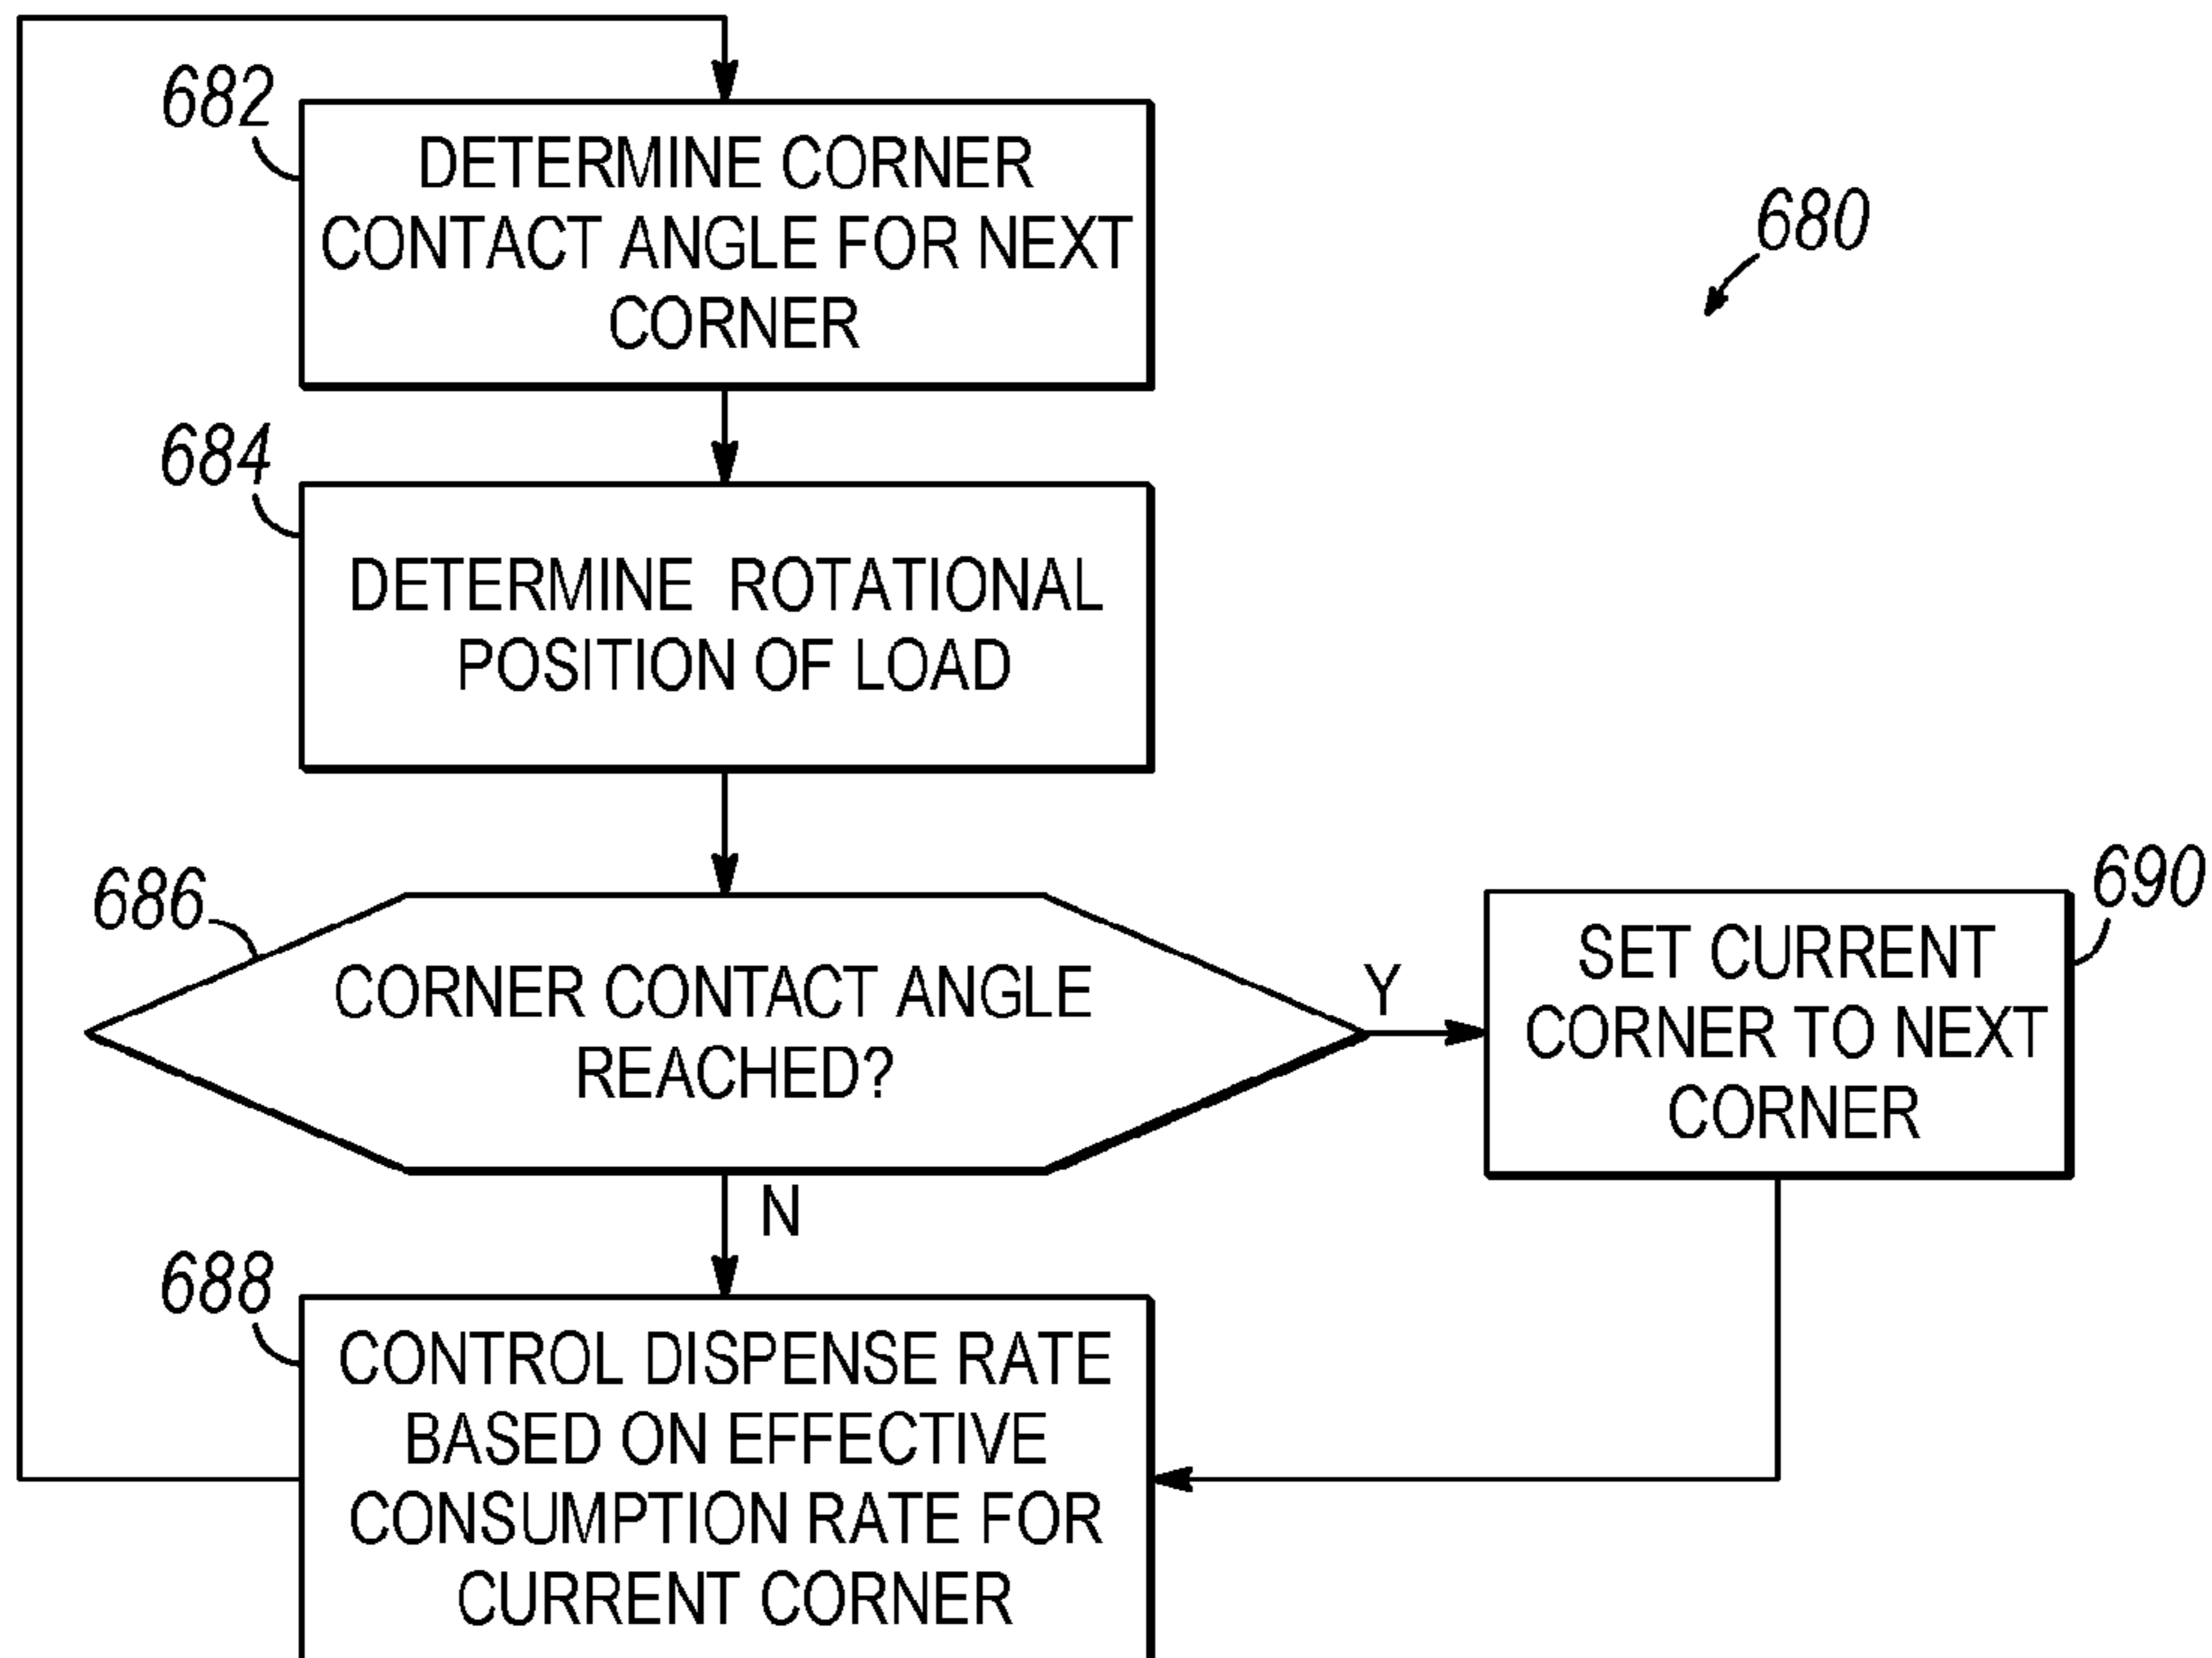 682
DETERMINE CORNER
CONTACT ANGLE FOR NEXT
CORNER
680
684
DETERMINE ROTATIONAL
POSITION OF LOAD
686
CORNER CONTACT ANGLE
REACHED?
Y
690
SET CURRENT
CORNER TO NEXT
CORNER
N
688
CONTROL DISPENSE RATE
BASED ON EFFECTIVE
CONSUMPTION RATE FOR
CURRENT CORNER